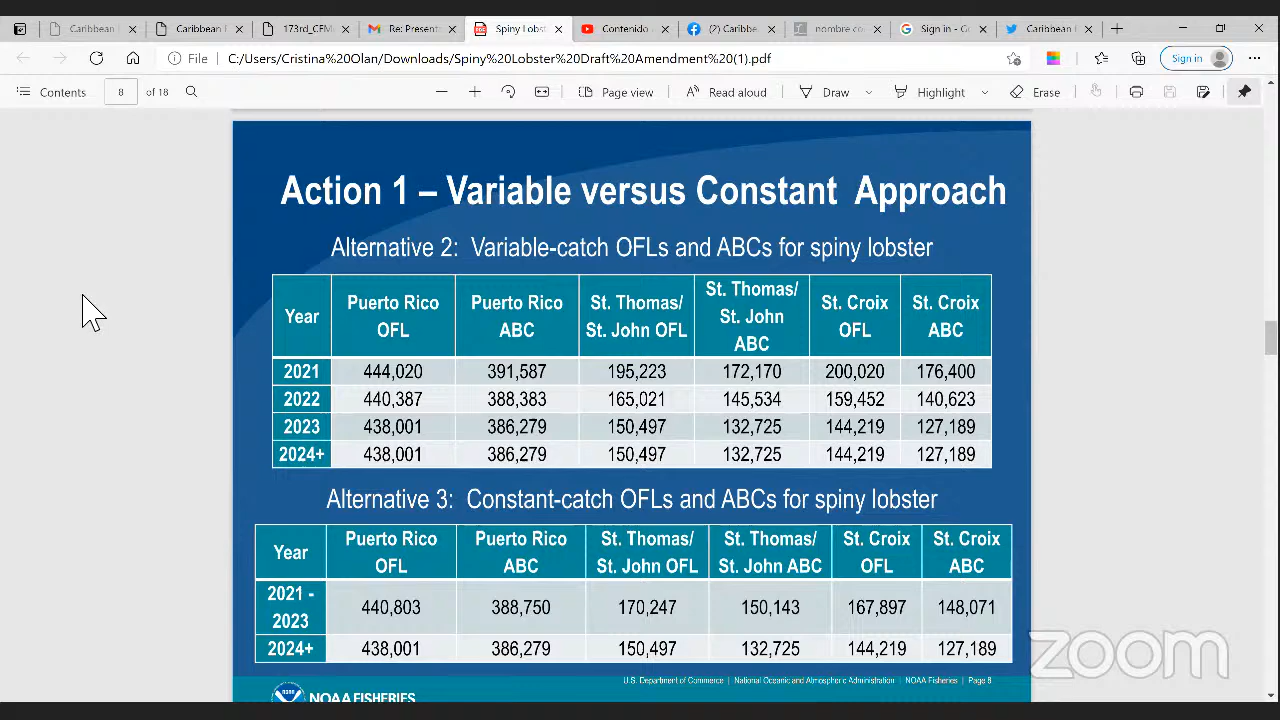 Caribbean
Caribbean F
173rd_CFM
Re: Present
Spiny Lobst
Contenido
(2) Caribbe
nombre co
Sign in - Go
Caribbean F
File
C:/Users/Cristina%20Olan/Downloads/Spiny%20Lobster%20Draft%20Amendment%20(1).pdf
Sign in
Contents
8
of 18
Page view
Read aloud
Draw
Highlight
Erase
Action 1 – Variable versus Constant Approach
Alternative 2: Variable-catch OFLs and ABCs for spiny lobster
Year Puerto Rico OFL Puerto Rico ABC St. Thomas/ St. John OFL St. Thomas/ St. John ABC St. Croix OFL St. Croix ABC
2021 444,020 391,587 195,223 172,170 200,020 176,400
2022 440,387 388,383 165,021 145,534 159,452 140,623
2023 438,001 386,279 150,497 132,725 144,219 127,189
2024+ 438,001 386,279 150,497 132,725 144,219 127,189
Alternative 3: Constant-catch OFLs and ABCs for spiny lobster
Year Puerto Rico OFL Puerto Rico ABC St. Thomas/ St. John OFL St. Thomas/ St. John ABC St. Croix OFL St. Croix ABC
2021 - 2023 440,803 388,750 170,247 150,143 167,897 148,071
2024+ 438,001 386,279 150,497 132,725 144,219 127,189
U.S. Department of Commerce | National Oceanic and Atmospheric Administration | NOAA Fisheries | Page 8
NOAA FISHERIES
zoom